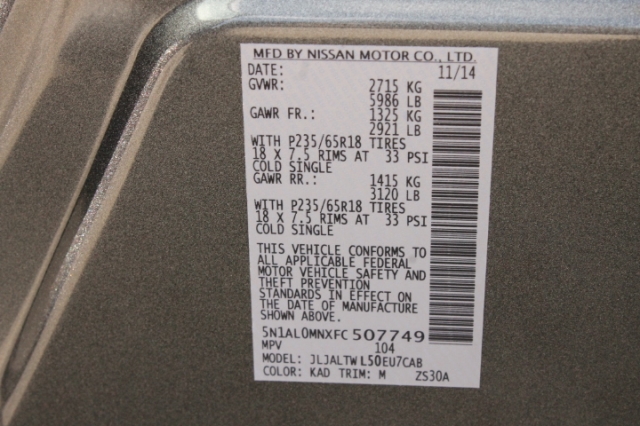 MFD BY NISSAN MOTOR CO., LTD.
DATE: 11/14
GVWR: 2715 KG
5986 LB
GAWR FR.: 1325 KG
2921 LB
WITH P235/65R18 TIRES
18 X 7.5 RIMS AT 33 PSI
COLD SINGLE
GAWR RR.: 1415 KG
3120 LB
WITH P235/65R18 TIRES
18 X 7.5 RIMS AT 33 PSI
COLD SINGLE
THIS VEHICLE CONFORMS TO
ALL APPLICABLE FEDERAL
MOTOR VEHICLE SAFETY AND
THEFT PREVENTION
STANDARDS IN EFFECT ON
THE DATE OF MANUFACTURE
SHOWN ABOVE.
5N1AL0MNXFC507749
MPV 104
MODEL: JLJALTWL50EU7CAB
COLOR: KAD TRIM: M ZS30A